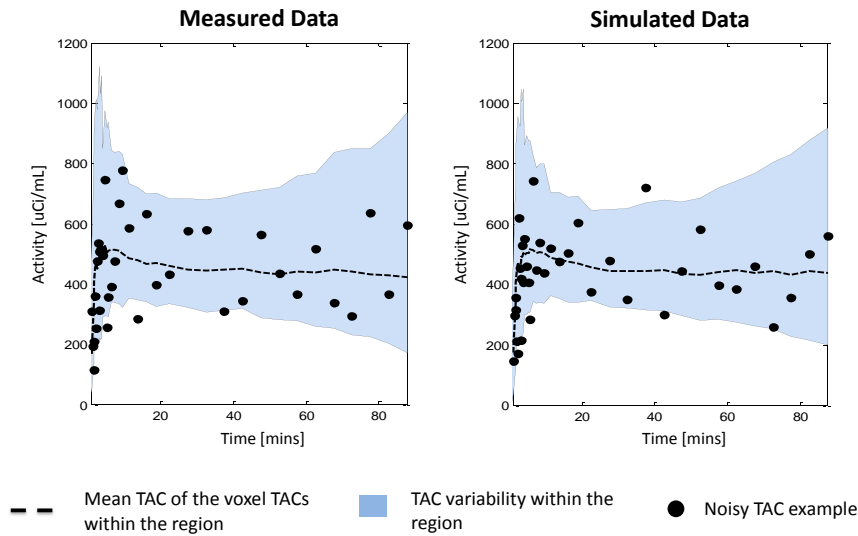 Measured Data
Simulated Data
1200
1000
800
600
400
200
0
20
40
60
80
Activity [uCi/mL]
Time [mins]
1200
1000
800
600
400
200
0
20
40
60
80
Activity [uCi/mL]
Time [mins]
Mean TAC of the voxel TACs
within the region
TAC variability within the
region
Noisy TAC example